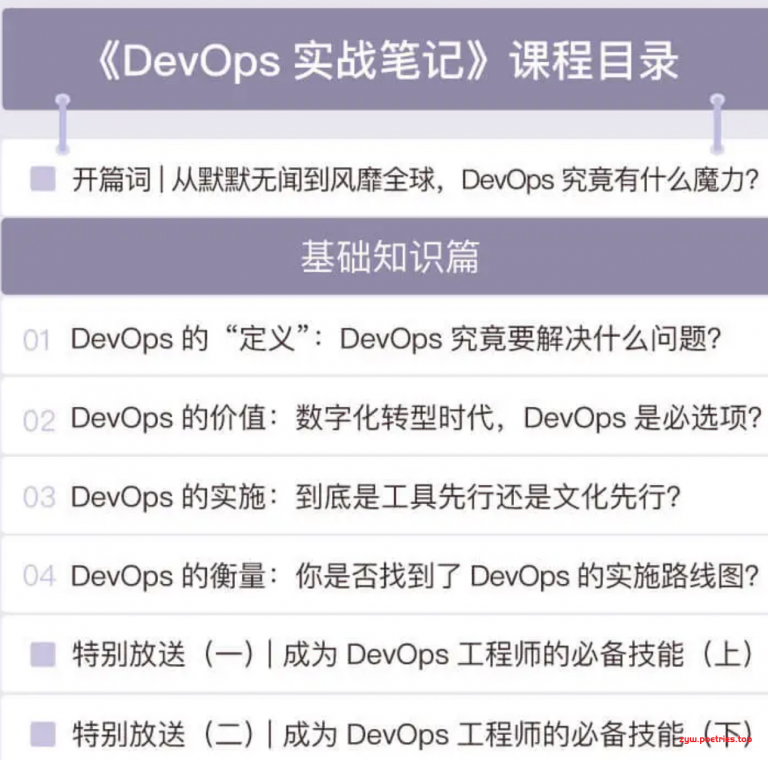 《DevOps 实战笔记》课程目录
开篇词 | 从默默无闻到风靡全球，DevOps 究竟有什么魔力？
基础知识篇
01 DevOps 的“定义”：DevOps 究竟要解决什么问题？
02 DevOps 的价值：数字化转型时代，DevOps 是必选项？
03 DevOps 的实施：到底是工具先行还是文化先行？
04 DevOps 的衡量：你是否找到了 DevOps 的实施路线图？
特别放送（一）| 成为 DevOps 工程师的必备技能（上）
特别放送（二）| 成为 DevOps 工程师的必备技能（下）
zyw.poetries.top